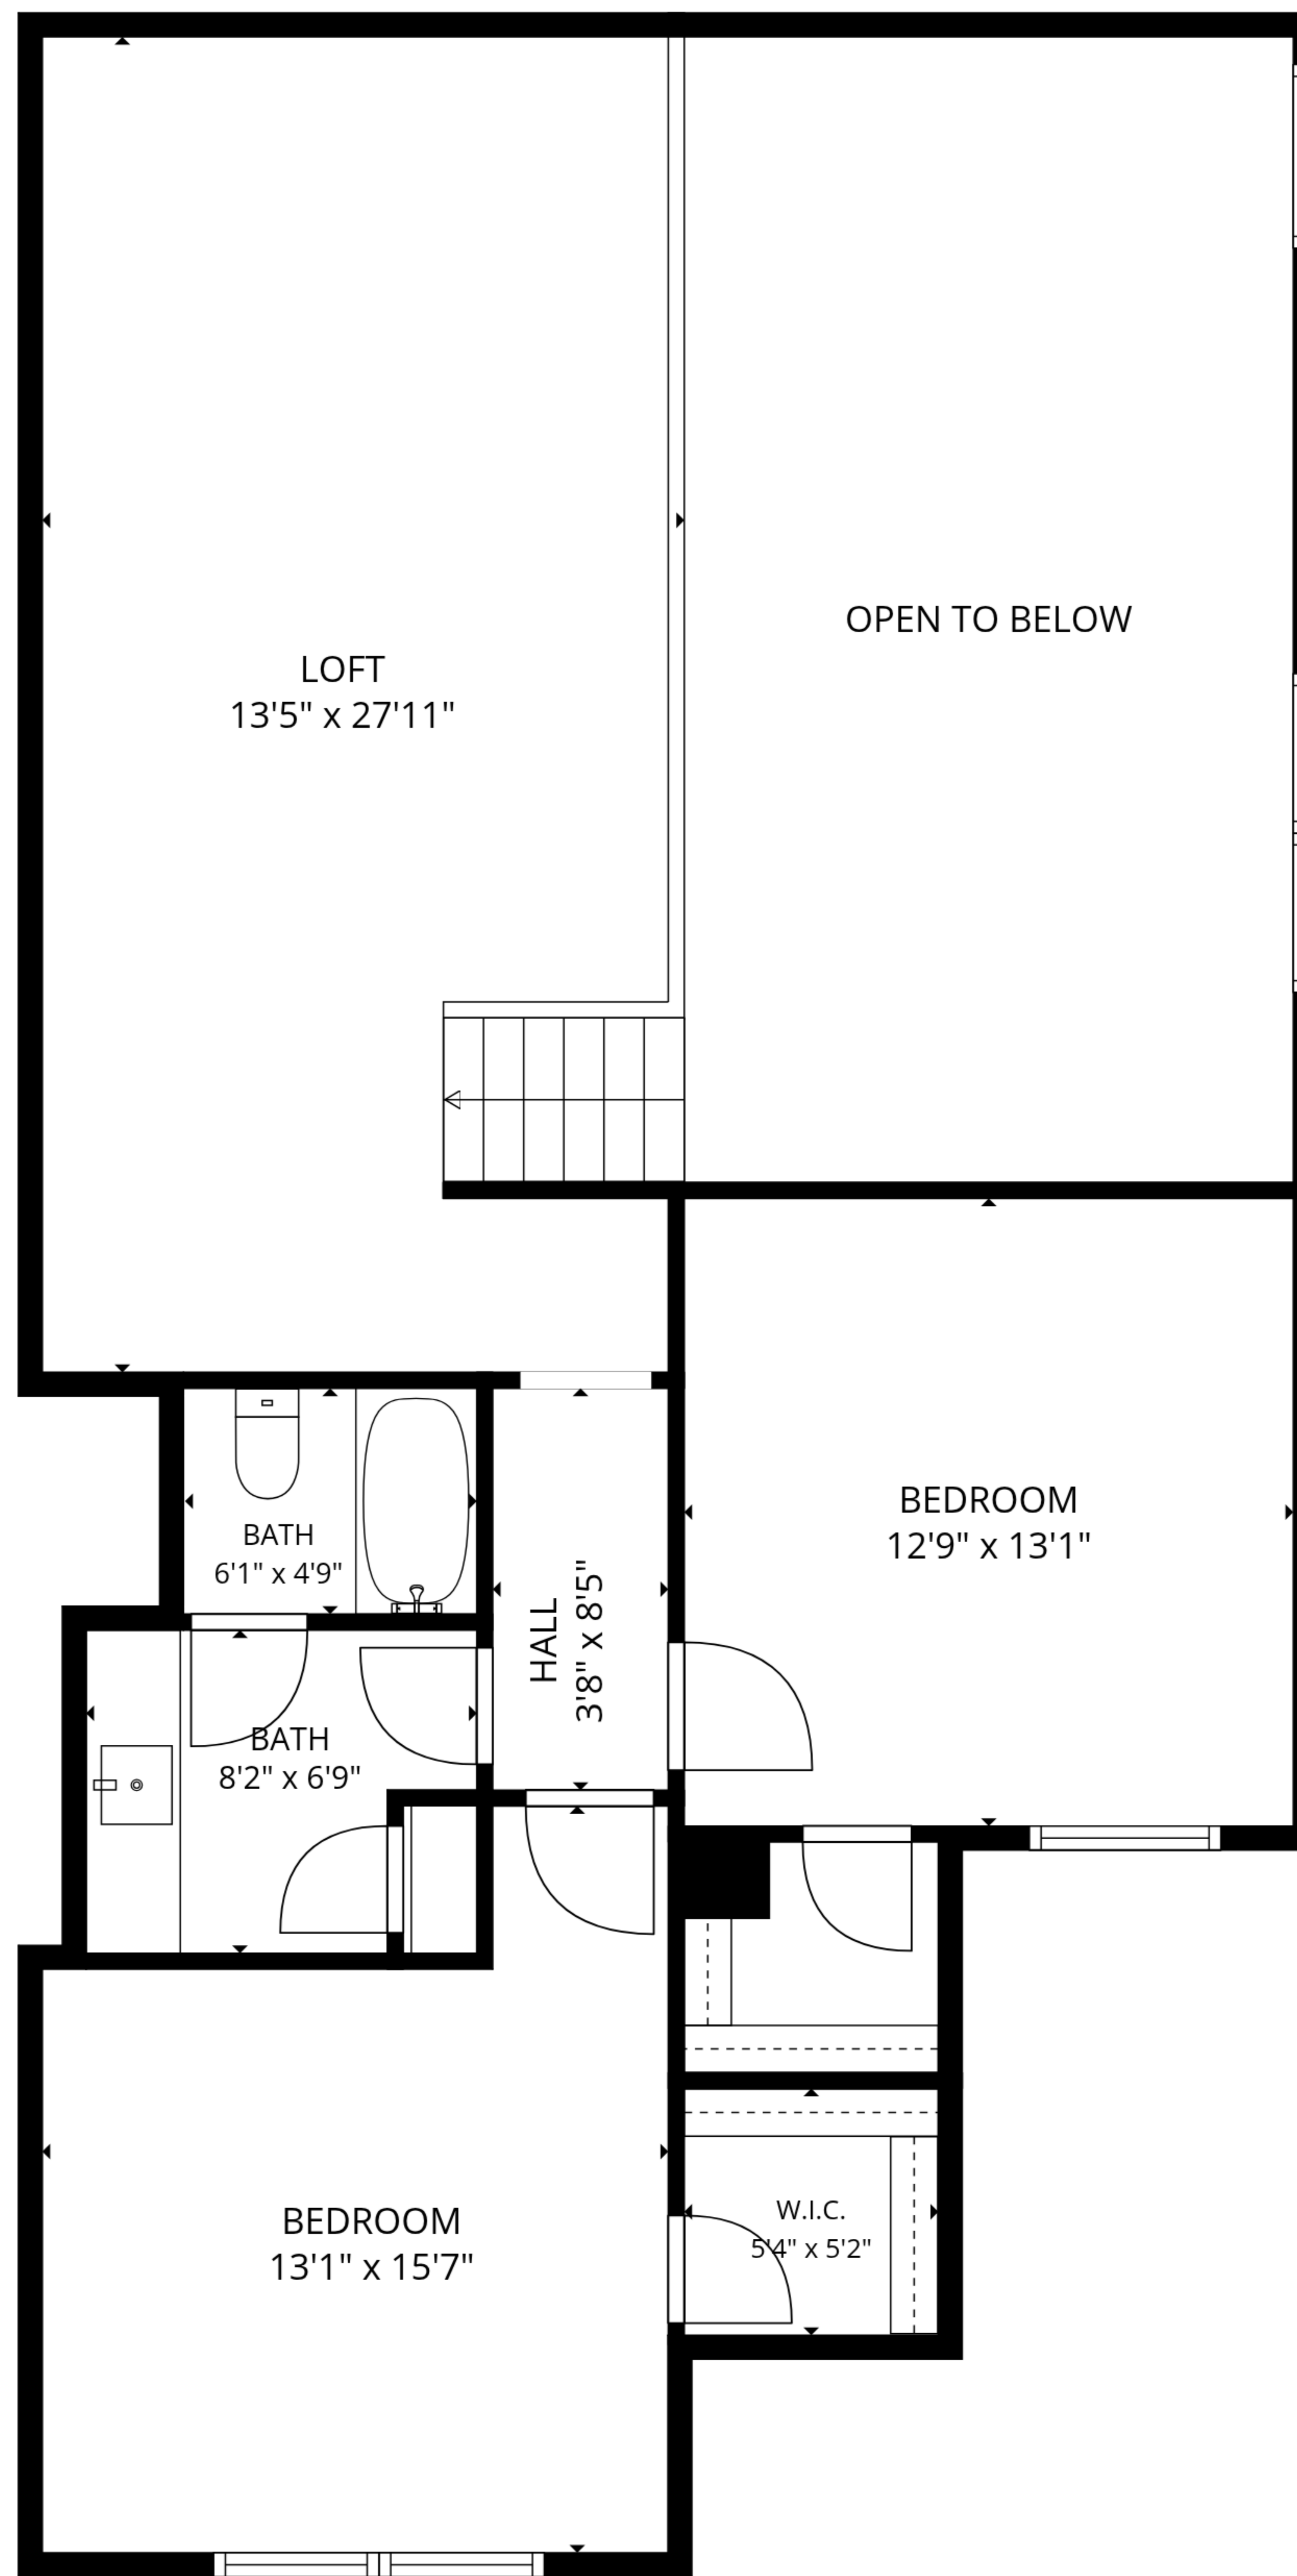 OPEN TO BELOW
LOFT
13'5" x 27'11"
BEDROOM
12'9" x 13'1"
BATH
6'1" x 4'9"
HALL
3'8" x 8'5"
BATH
8'2" x 6'9"
W.I.C.
5'4" x 5'2"
BEDROOM
13'1" x 15'7"